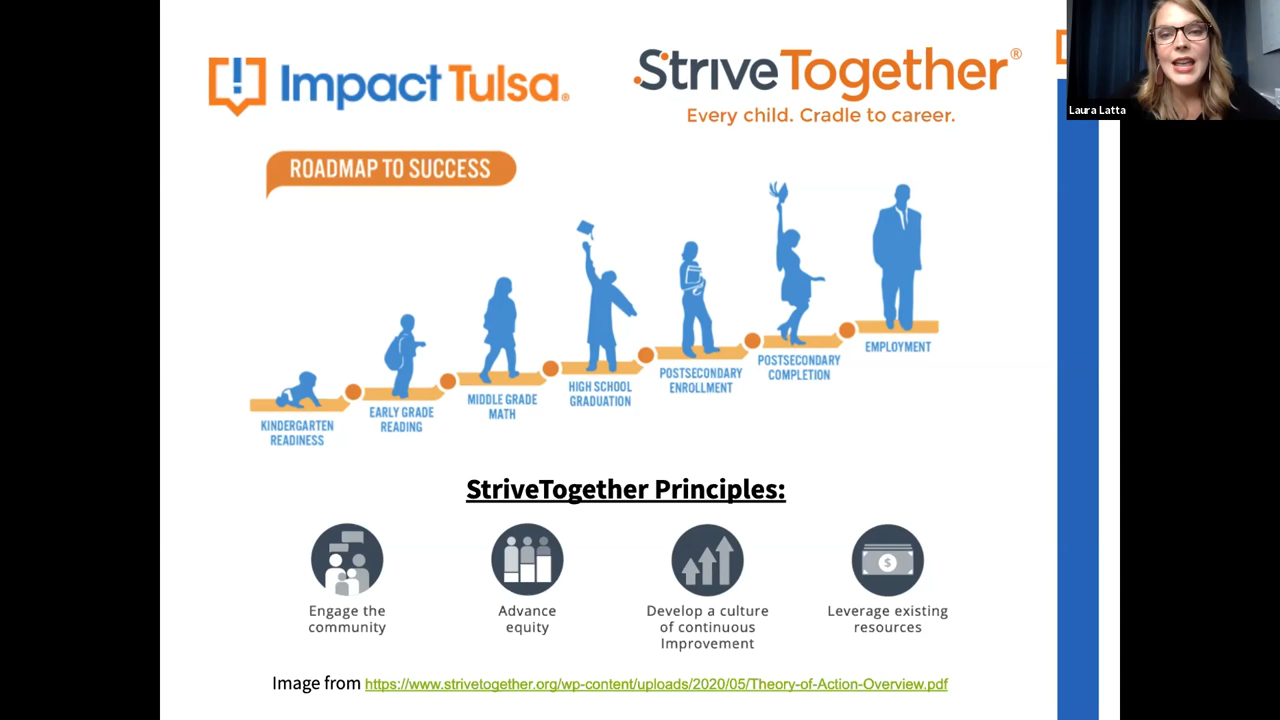 Impact Tulsa®
StriveTogether®
Every child. Cradle to career.
Laura Latta
ROADMAP TO SUCCESS
KINDERGARTEN
READINESS
EARLY GRADE
READING
MIDDLE GRADE
MATH
HIGH SCHOOL
GRADUATION
POSTSECONDARY
ENROLLMENT
POSTSECONDARY
COMPLETION
EMPLOYMENT
StriveTogether Principles:
$
Engage the
community
Advance
equity
Develop a culture
of continuous
Improvement
Leverage existing
resources
Image from https://www.strivetogether.org/wp-content/uploads/2020/05/Theory-of-Action-Overview.pdf